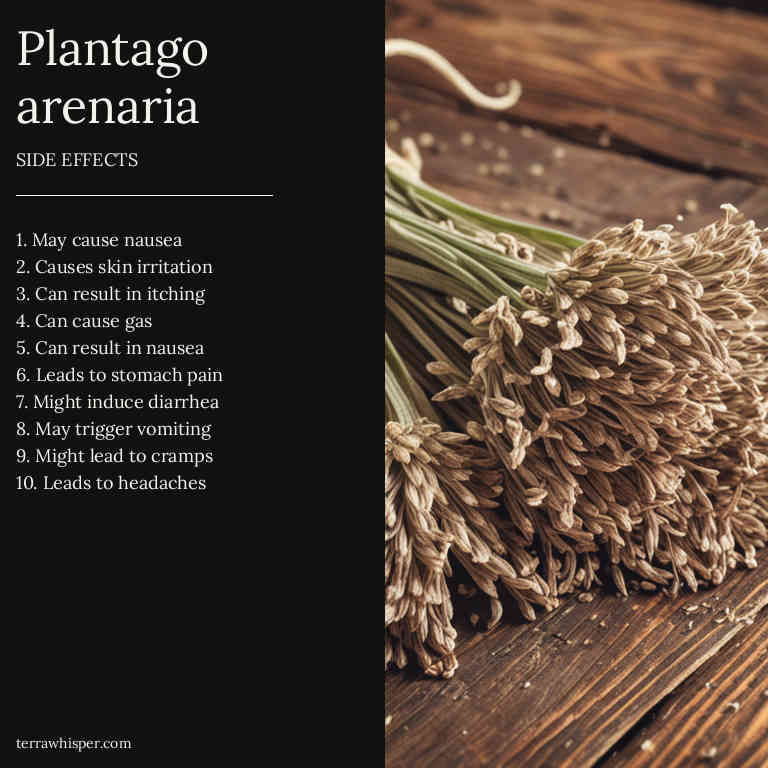 Plantago
arenaria
SIDE EFFECTS
1. May cause nausea
2. Causes skin irritation
3. Can result in itching
4. Can cause gas
5. Can result in nausea
6. Leads to stomach pain
7. Might induce diarrhea
8. May trigger vomiting
9. Might lead to cramps
10. Leads to headaches
terrawhisper.com